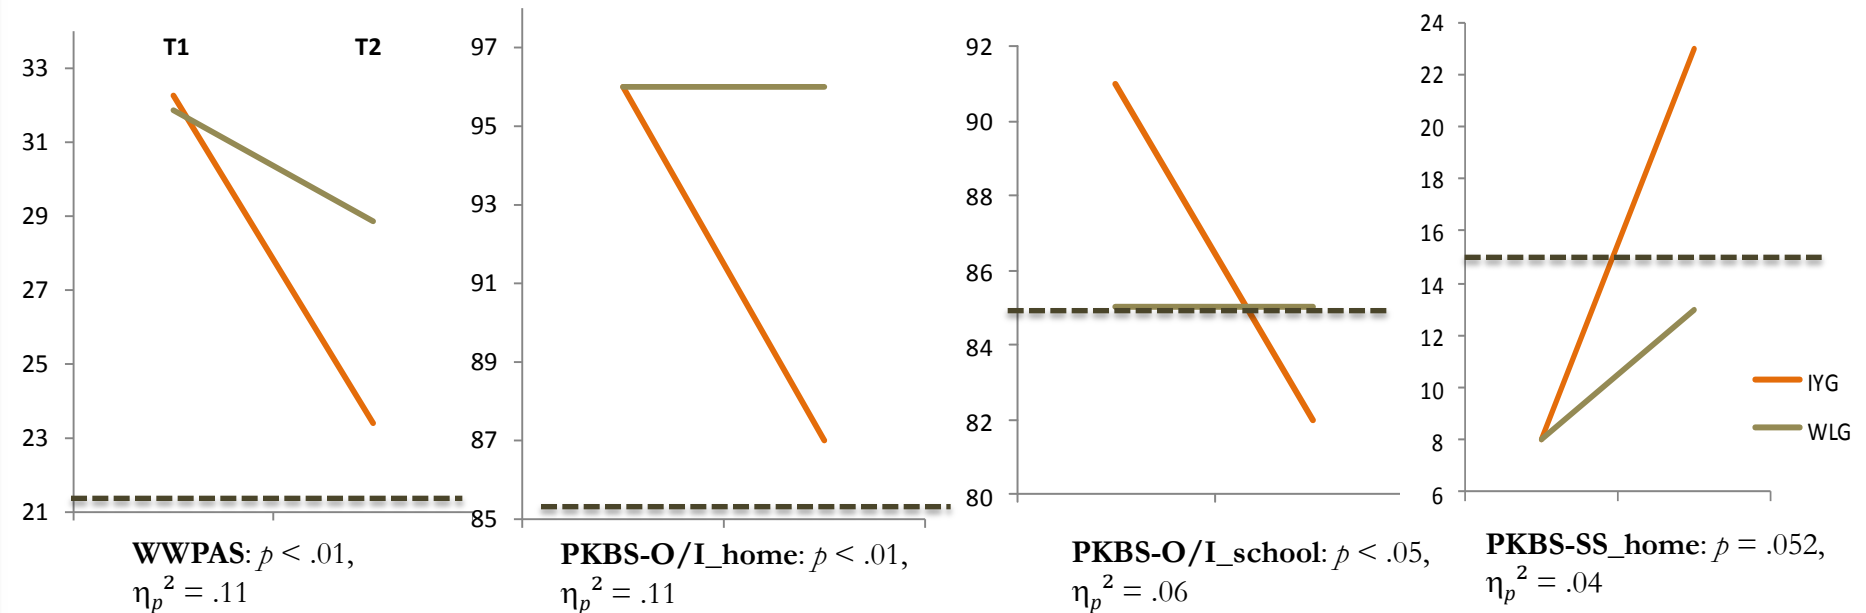 T1 T2
33
31
29
27
25
23
21
97
95
93
91
89
87
85
92
90
88
86
84
82
80
24
22
20
18
16
14
12
10
8
6
IYG
WLG
WWPAS: p < .01,
ηp² = .11
PKBS-O/I_home: p < .01,
ηp² = .11
PKBS-O/I_school: p < .05,
ηp² = .06
PKBS-SS_home: p = .052,
ηp² = .04